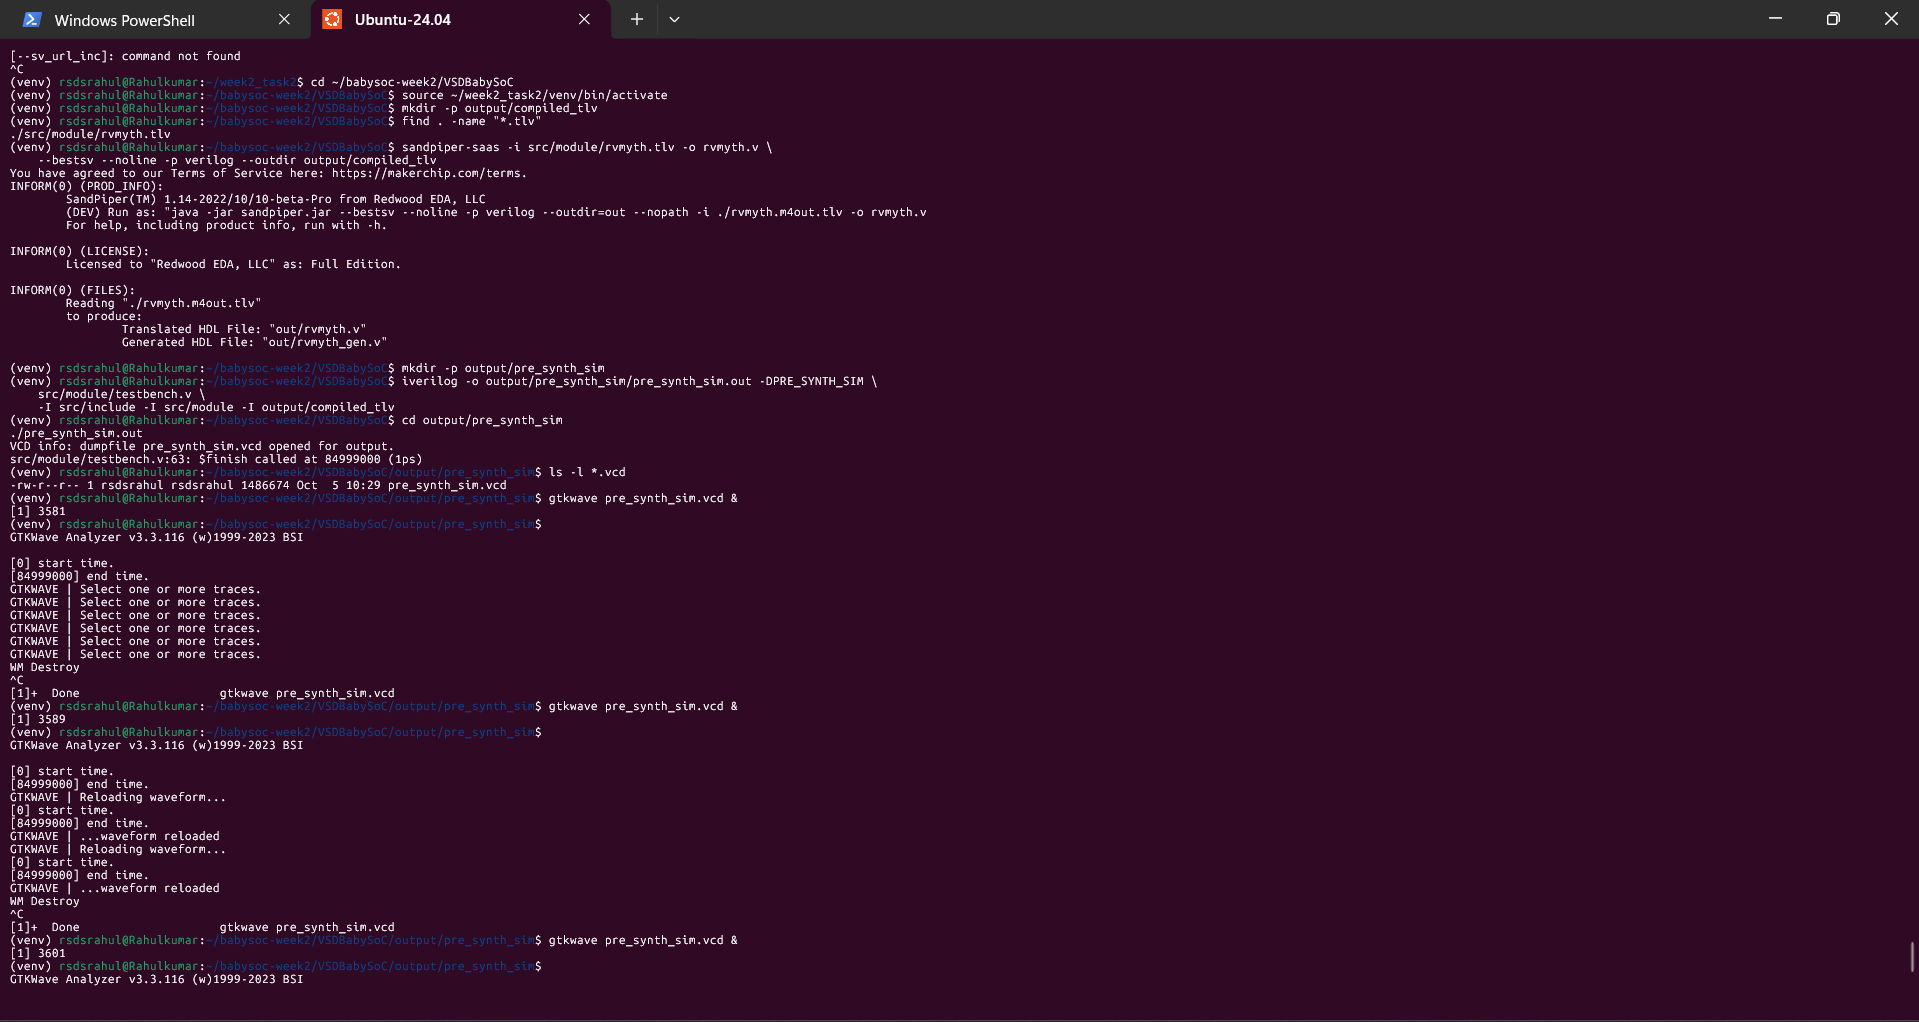 Windows PowerShell
Ubuntu-24.04
[--sv_url_inc]: command not found
^C
(venv) rsdsrahul@Rahulkumar:~/week2_task2$ cd ~/babysoc-week2/VSDBabySoC
(venv) rsdsrahul@Rahulkumar:~/babysoc-week2/VSDBabySoC$ source ~/week2_task2/venv/bin/activate
(venv) rsdsrahul@Rahulkumar:~/babysoc-week2/VSDBabySoC$ mkdir -p output/compiled_tlv
(venv) rsdsrahul@Rahulkumar:~/babysoc-week2/VSDBabySoC$ find . -name "*.tlv"
./src/module/rvmyth.tlv
(venv) rsdsrahul@Rahulkumar:~/babysoc-week2/VSDBabySoC$ sandpiper-saas -i src/module/rvmyth.tlv -o rvmyth.v \
    --bestsv --noline -p verilog --outdir output/compiled_tlv
You have agreed to our Terms of Service here: https://makerchip.com/terms.
INFORM(0) (PROD_INFO):
        SandPiper(TM) 1.14-2022/10/10-beta-Pro from Redwood EDA, LLC
        (DEV) Run as: "java -jar sandpiper.jar --bestsv --noline -p verilog --outdir=out --nopath -i ./rvmyth.m4out.tlv -o rvmyth.v
        For help, including product info, run with -h.
INFORM(0) (LICENSE):
        Licensed to "Redwood EDA, LLC" as: Full Edition.
INFORM(0) (FILES):
        Reading "./rvmyth.m4out.tlv"
        to produce:
                Translated HDL File: "out/rvmyth.v"
                Generated HDL File: "out/rvmyth_gen.v"
(venv) rsdsrahul@Rahulkumar:~/babysoc-week2/VSDBabySoC$ mkdir -p output/pre_synth_sim
(venv) rsdsrahul@Rahulkumar:~/babysoc-week2/VSDBabySoC$ iverilog -o output/pre_synth_sim/pre_synth_sim.out -DPRE_SYNTH_SIM \
    src/module/testbench.v \
    -I src/include -I src/module -I output/compiled_tlv
(venv) rsdsrahul@Rahulkumar:~/babysoc-week2/VSDBabySoC$ cd output/pre_synth_sim
./pre_synth_sim.out
VCD info: dumpfile pre_synth_sim.vcd opened for output.
src/module/testbench.v:63: $finish called at 84999000 (1ps)
(venv) rsdsrahul@Rahulkumar:~/babysoc-week2/VSDBabySoC/output/pre_synth_sim$ ls -l *.vcd
-rw-r--r-- 1 rsdsrahul rsdsrahul 1486674 Oct  5 10:29 pre_synth_sim.vcd
(venv) rsdsrahul@Rahulkumar:~/babysoc-week2/VSDBabySoC/output/pre_synth_sim$ gtkwave pre_synth_sim.vcd &
[1] 3581
(venv) rsdsrahul@Rahulkumar:~/babysoc-week2/VSDBabySoC/output/pre_synth_sim$
GTKWave Analyzer v3.3.116 (w)1999-2023 BSI
[0] start time.
[84999000] end time.
GTKWAVE | Select one or more traces.
GTKWAVE | Select one or more traces.
GTKWAVE | Select one or more traces.
GTKWAVE | Select one or more traces.
GTKWAVE | Select one or more traces.
GTKWAVE | Select one or more traces.
WM Destroy
^C
[1]+  Done                    gtkwave pre_synth_sim.vcd
(venv) rsdsrahul@Rahulkumar:~/babysoc-week2/VSDBabySoC/output/pre_synth_sim$ gtkwave pre_synth_sim.vcd &
[1] 3589
(venv) rsdsrahul@Rahulkumar:~/babysoc-week2/VSDBabySoC/output/pre_synth_sim$
GTKWave Analyzer v3.3.116 (w)1999-2023 BSI
[0] start time.
[84999000] end time.
GTKWAVE | Reloading waveform...
[0] start time.
[84999000] end time.
GTKWAVE | ...waveform reloaded
GTKWAVE | Reloading waveform...
[0] start time.
[84999000] end time.
GTKWAVE | ...waveform reloaded
WM Destroy
^C
[1]+  Done                    gtkwave pre_synth_sim.vcd
(venv) rsdsrahul@Rahulkumar:~/babysoc-week2/VSDBabySoC/output/pre_synth_sim$ gtkwave pre_synth_sim.vcd &
[1] 3601
(venv) rsdsrahul@Rahulkumar:~/babysoc-week2/VSDBabySoC/output/pre_synth_sim$
GTKWave Analyzer v3.3.116 (w)1999-2023 BSI